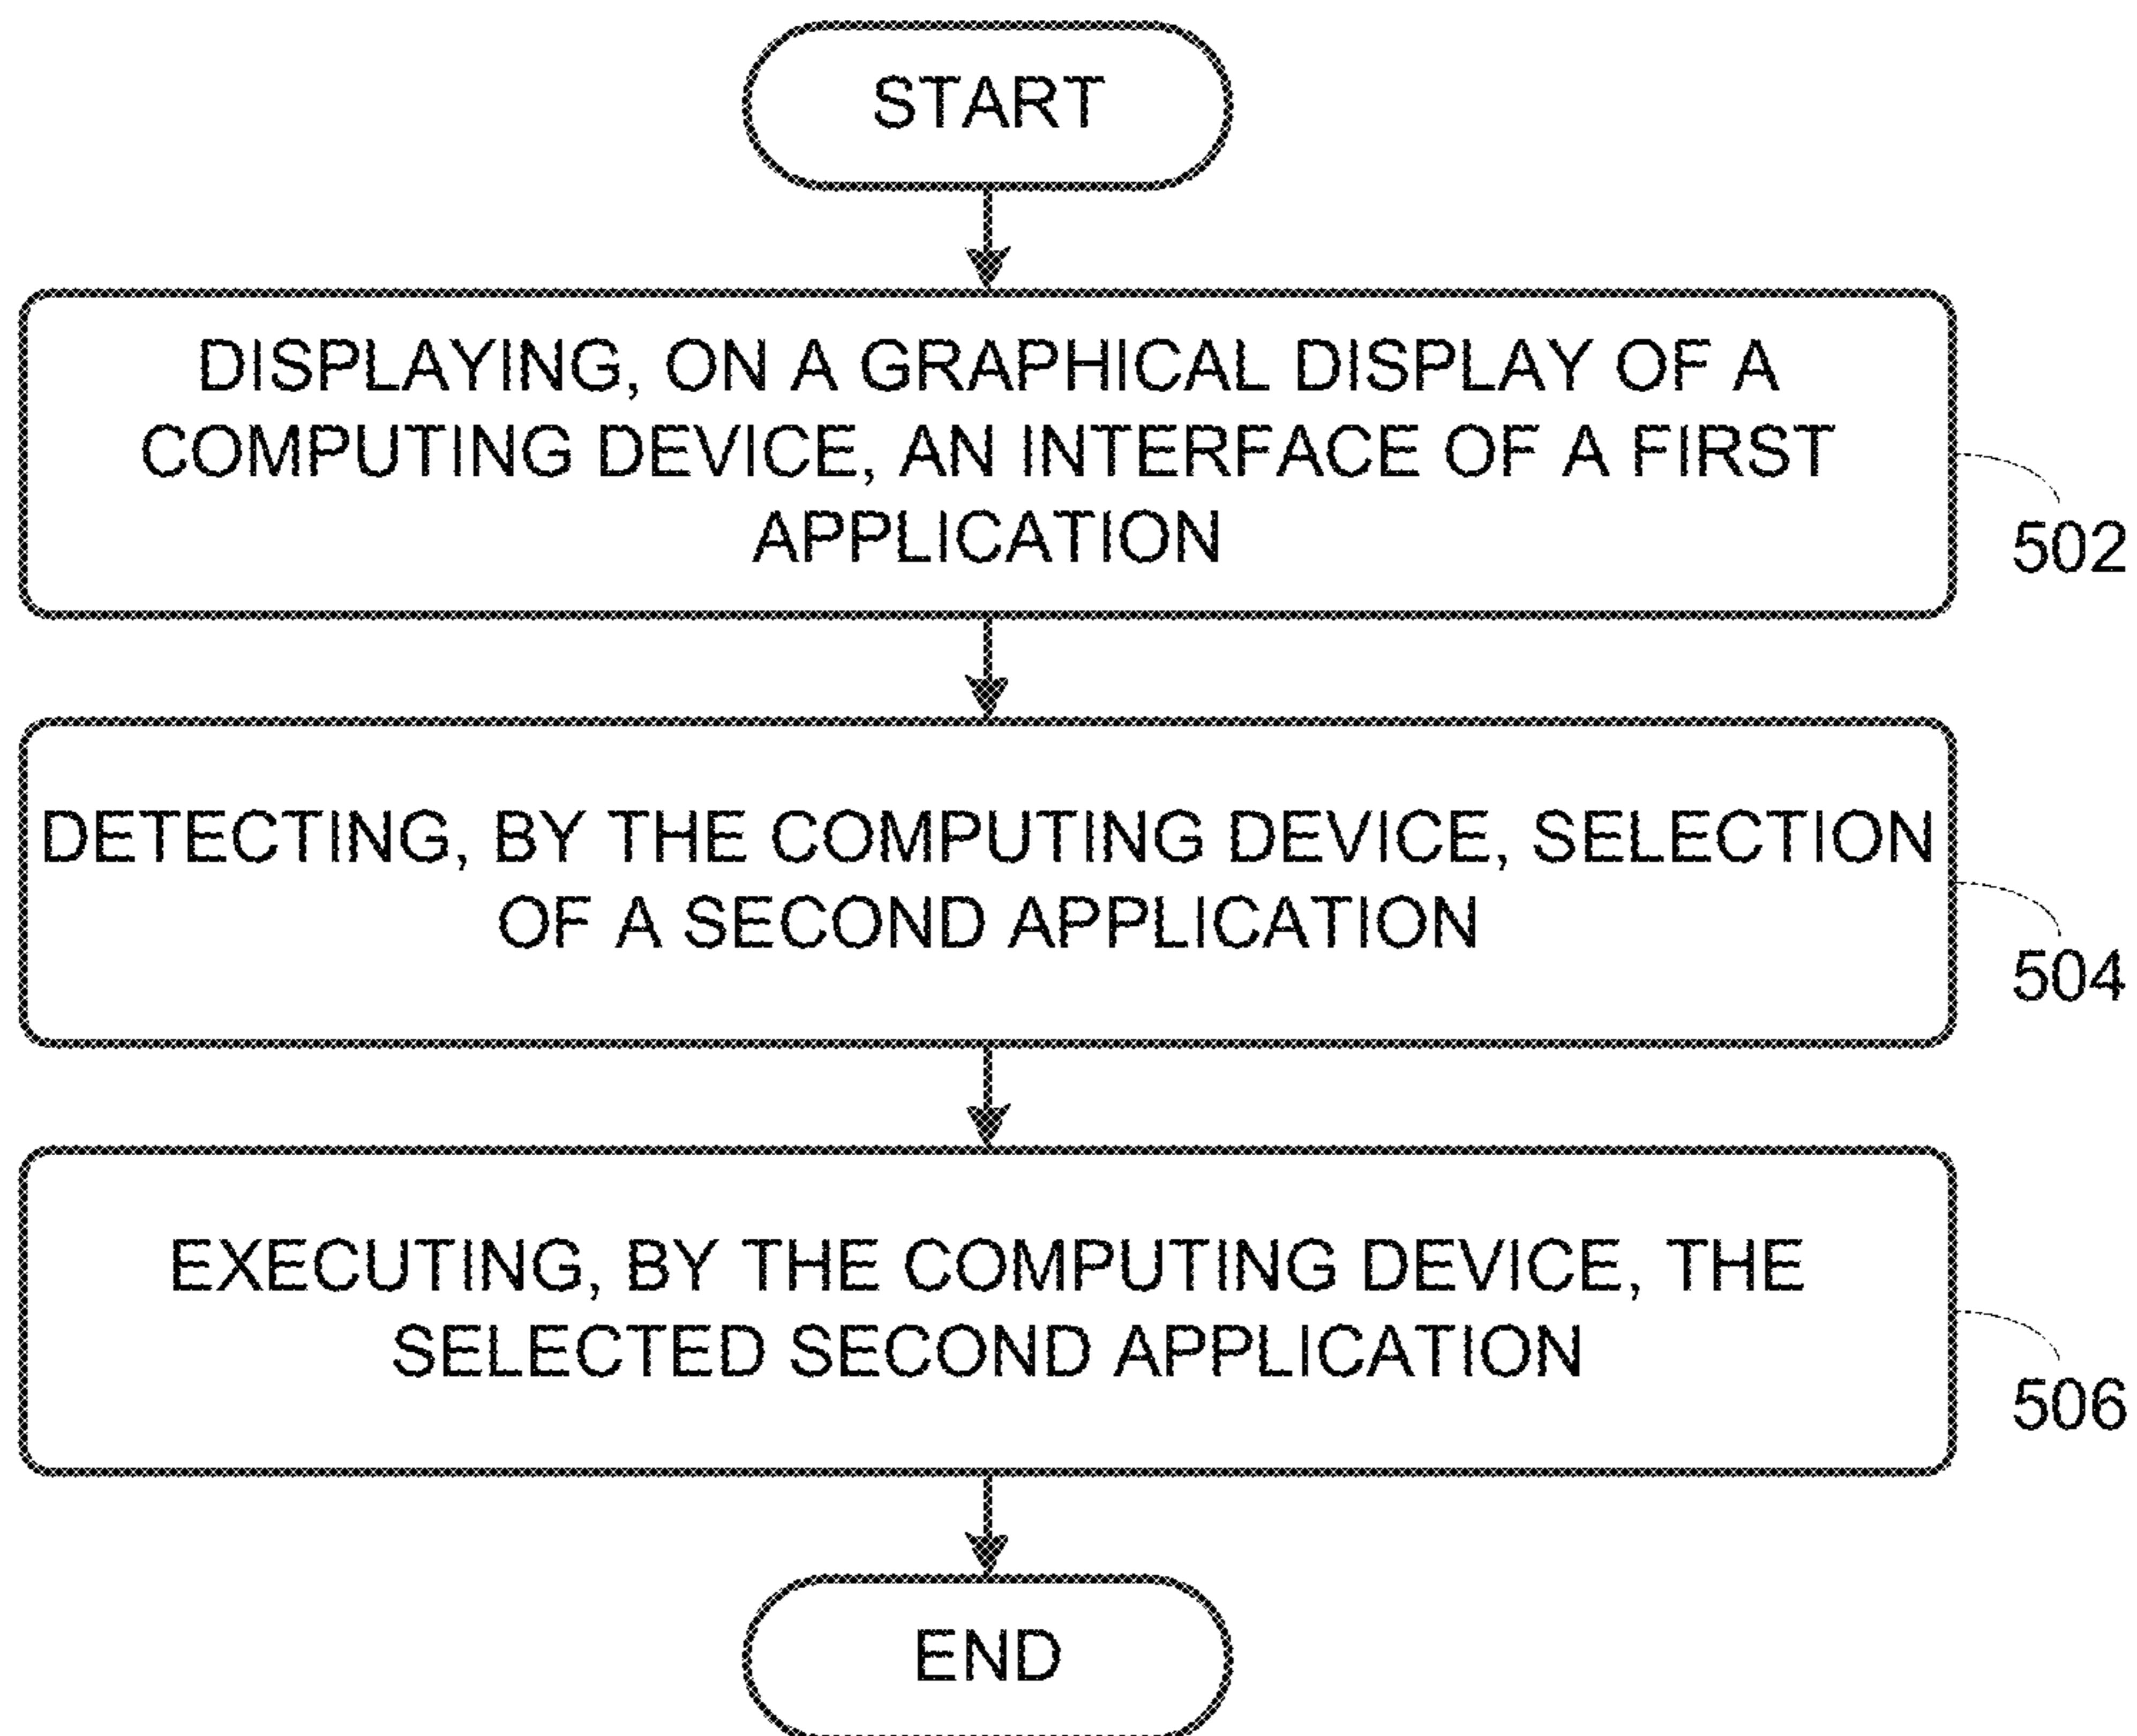 START
DISPLAYING, ON A GRAPHICAL DISPLAY OF A
COMPUTING DEVICE, AN INTERFACE OF A FIRST
APPLICATION
502
DETECTING, BY THE COMPUTING DEVICE, SELECTION
OF A SECOND APPLICATION
504
EXECUTING, BY THE COMPUTING DEVICE, THE
SELECTED SECOND APPLICATION
506
END